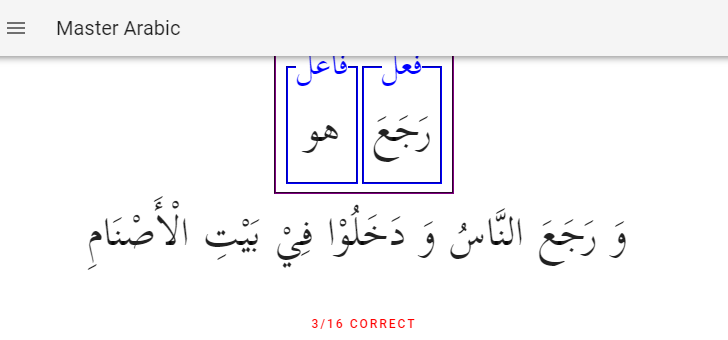 Master Arabic
فعل فاعل
رَجَعَ هو
وَ رَجَعَ النَّاسُ وَ دَخَلُوْا فِيْ بَيْتِ الْأَصْنَامِ
3/16 CORRECT